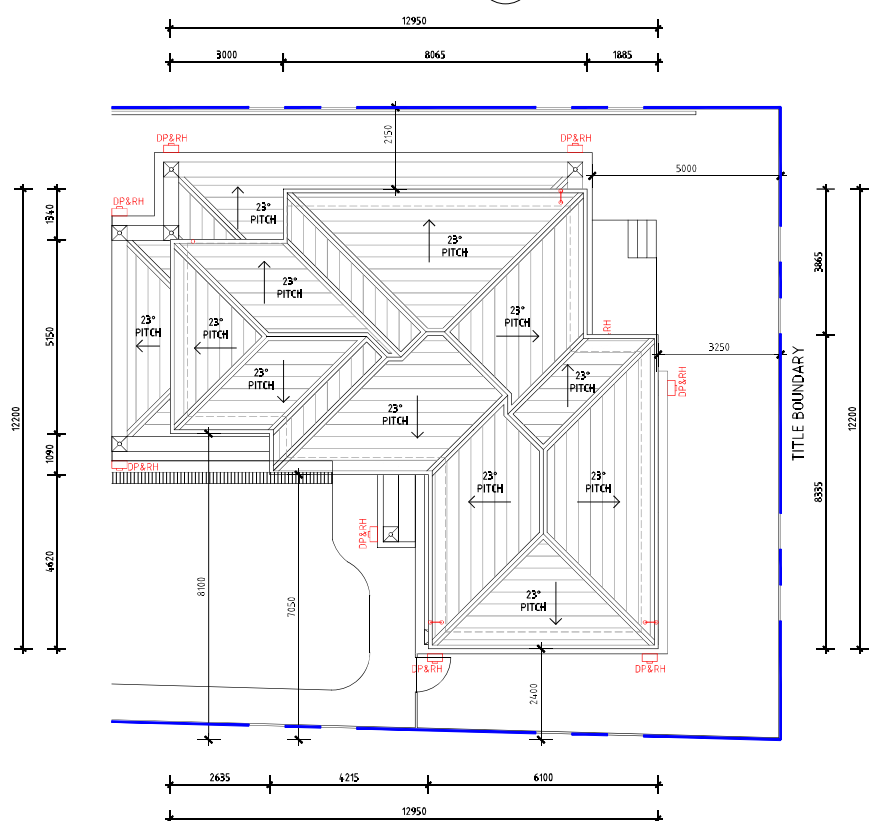 12950
3000
8065
1885
DP&RH
DP&RH
2150
5000
DP&RH
23°
PITCH
23°
PITCH
1340
3865
23°
PITCH
23°
PITCH
23°
PITCH
23°
PITCH
RH
5150
3250
23°
PITCH
23°
PITCH
DP&RH
TITLE BOUNDARY
23°
PITCH
12200
12200
1090
DP&RH
23°
PITCH
23°
PITCH
8335
DP&RH
4620
8100
7050
23°
PITCH
DP&RH
DP&RH
2400
2635
4215
6100
12950